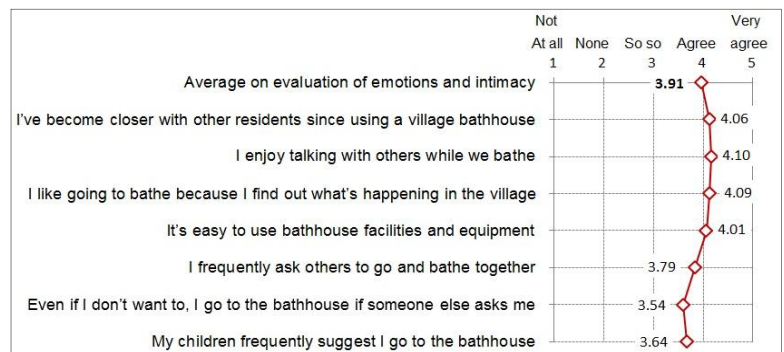 Not Very
At all None So so Agree agree
1 2 3 4 5
Average on evaluation of emotions and intimacy 3.91
I've become closer with other residents since using a village bathhouse 4.06
I enjoy talking with others while we bathe 4.10
I like going to bathe because I find out what's happening in the village 4.09
It's easy to use bathhouse facilities and equipment 4.01
I frequently ask others to go and bathe together 3.79
Even if I don't want to, I go to the bathhouse if someone else asks me 3.54
My children frequently suggest I go to the bathhouse 3.64